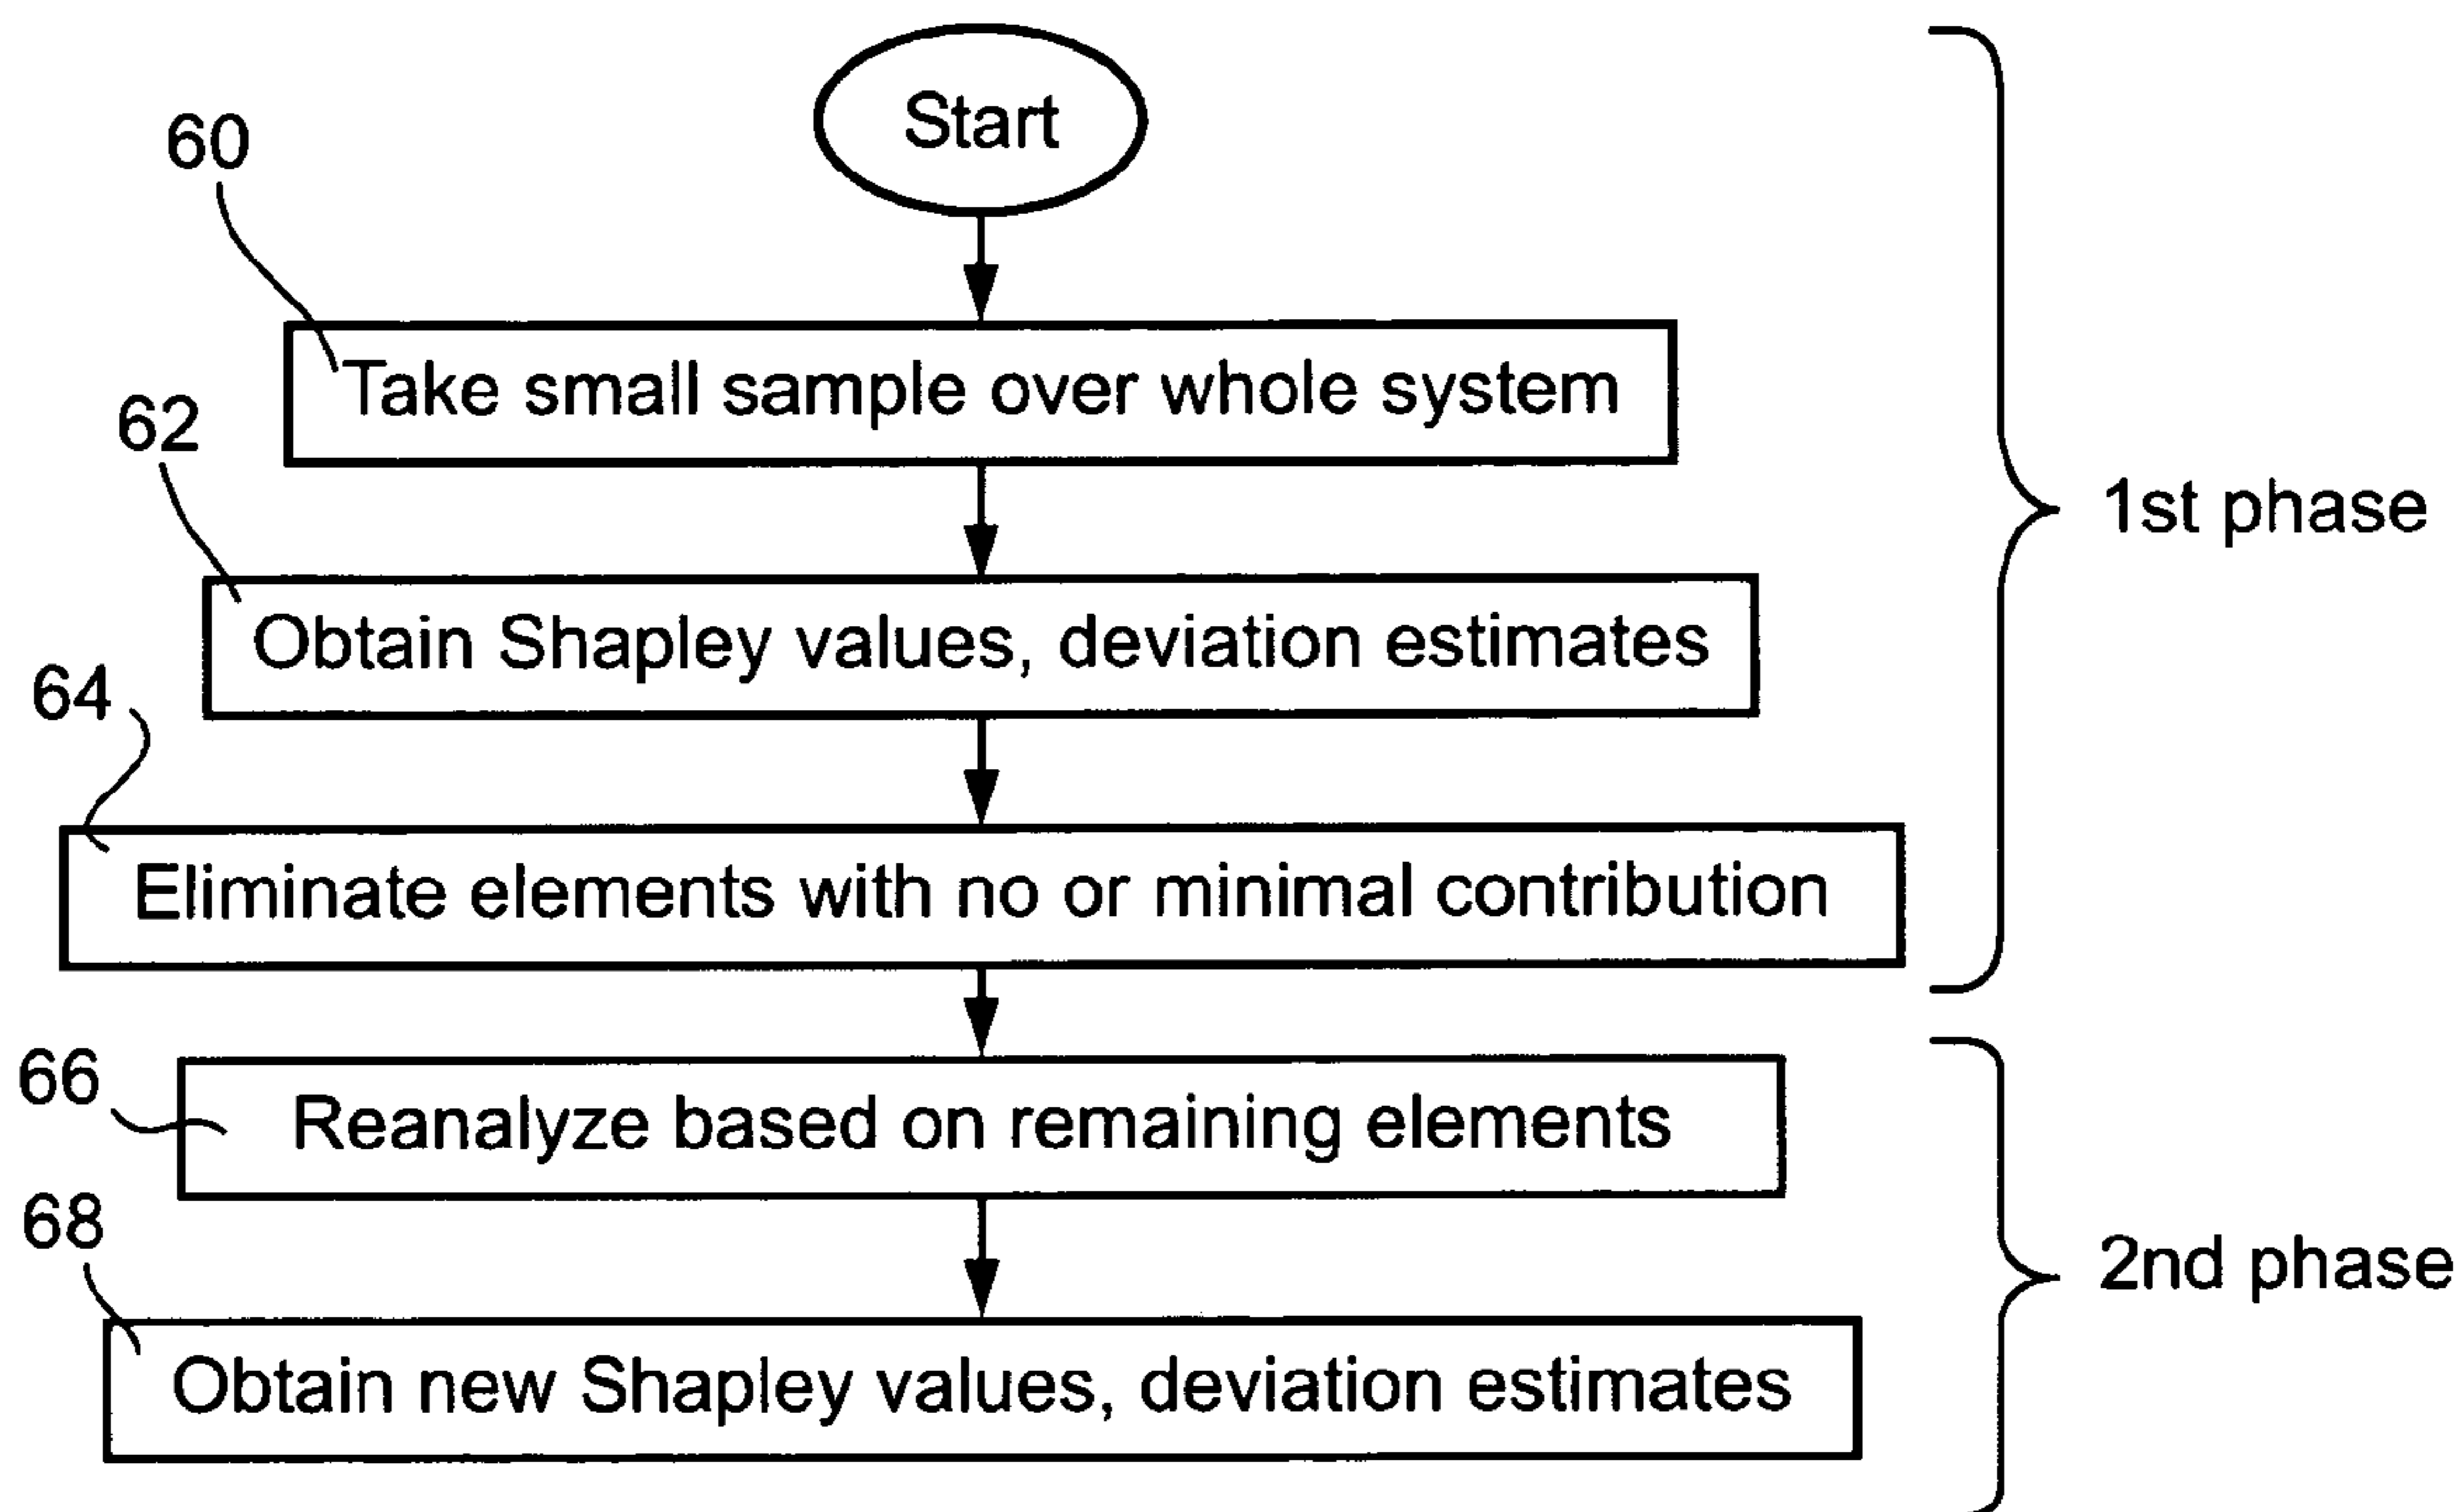 Start
60
Take small sample over whole system
62
Obtain Shapley values, deviation estimates
1st phase
64
Eliminate elements with no or minimal contribution
66
Reanalyze based on remaining elements
68
2nd phase
Obtain new Shapley values, deviation estimates